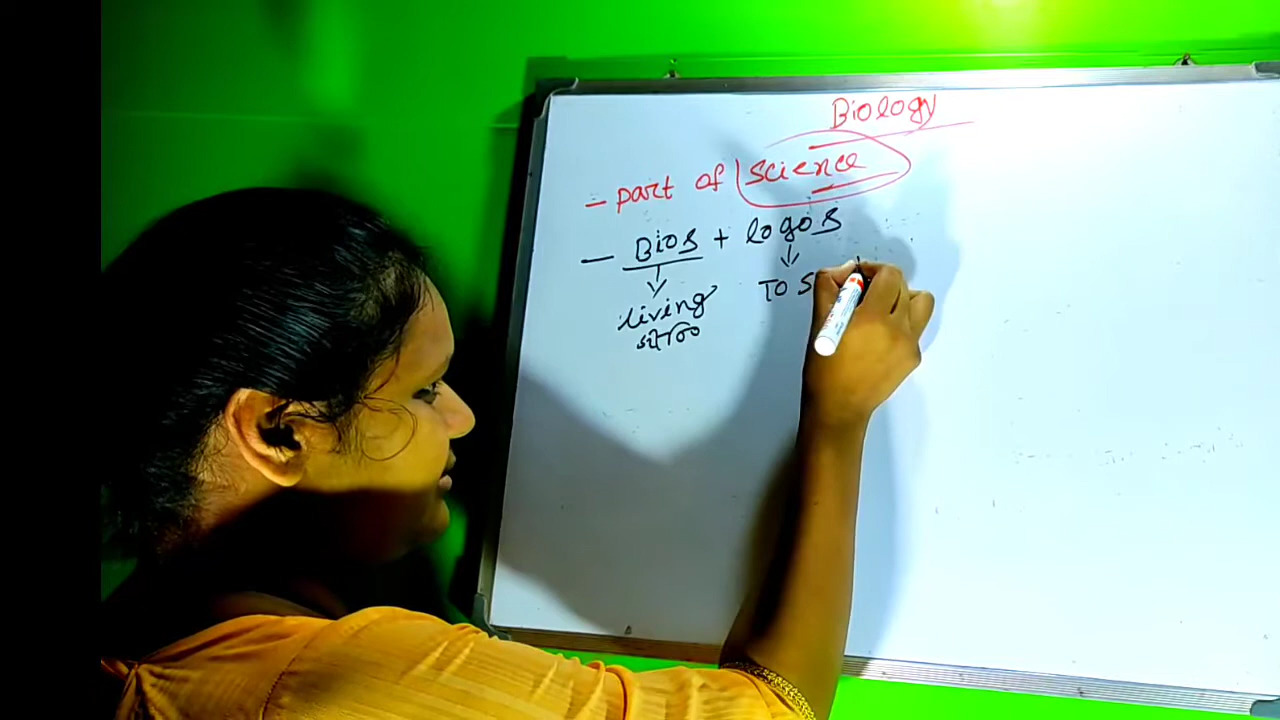 Biology
- part of science
- Bios + logos
↓ ↓
living To S